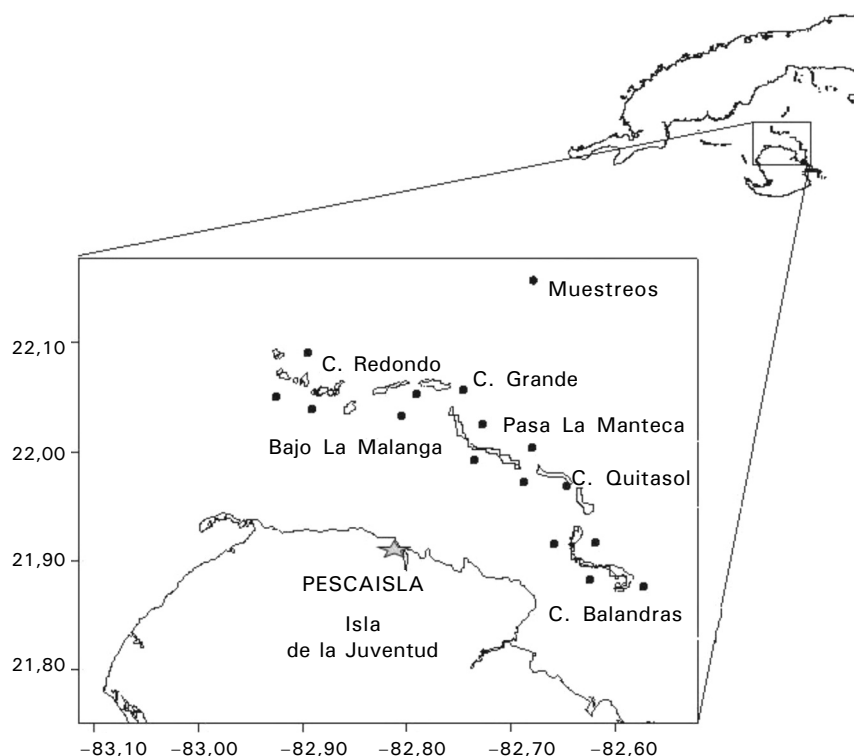 Muestreos
22,10
C. Redondo
C. Grande
Pasa La Manteca
Bajo La Malanga
22,00
C. Quitasol
21,90
PESCAISLA
C. Balandras
Isla
de la Juventud
21,80
−83,10 −83,00 −82,90 −82,80 −82,70 −82,60